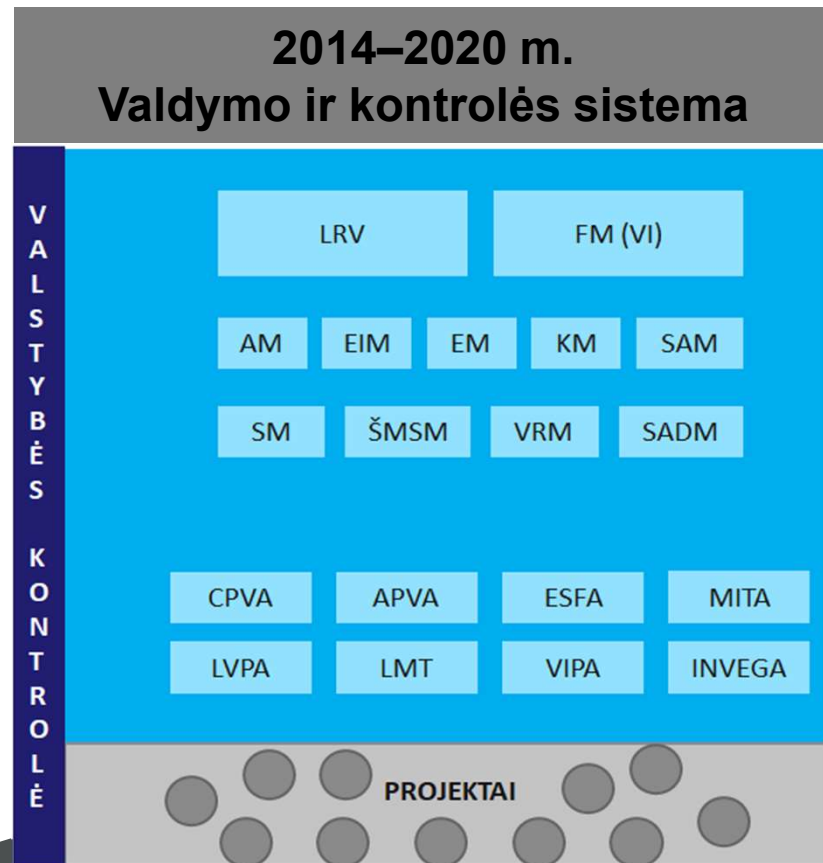 2014–2020 m.
Valdymo ir kontrolės sistema
VALSTYBĖS KONTROLĖ
LRV
FM (VI)
AM
EIM
EM
KM
SAM
SM
ŠMSM
VRM
SADM
CPVA
APVA
ESFA
MITA
LVPA
LMT
VIPA
INVEGA
PROJEKTAI